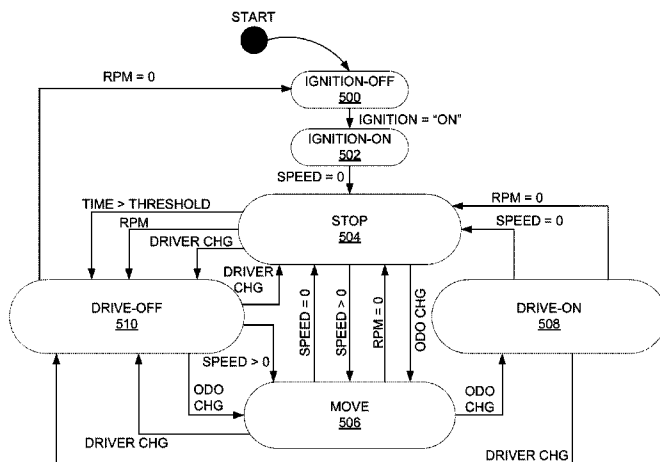 START
RPM = 0
IGNITION-OFF
500
IGNITION = "ON"
IGNITION-ON
502
SPEED = 0
TIME > THRESHOLD
RPM
DRIVER CHG
STOP
504
RPM = 0
SPEED = 0
DRIVER CHG
DRIVE-OFF
510
SPEED = 0
SPEED > 0
RPM = 0
ODO CHG
DRIVE-ON
508
SPEED > 0
ODO
CHG
MOVE
506
ODO
CHG
DRIVER CHG
DRIVER CHG